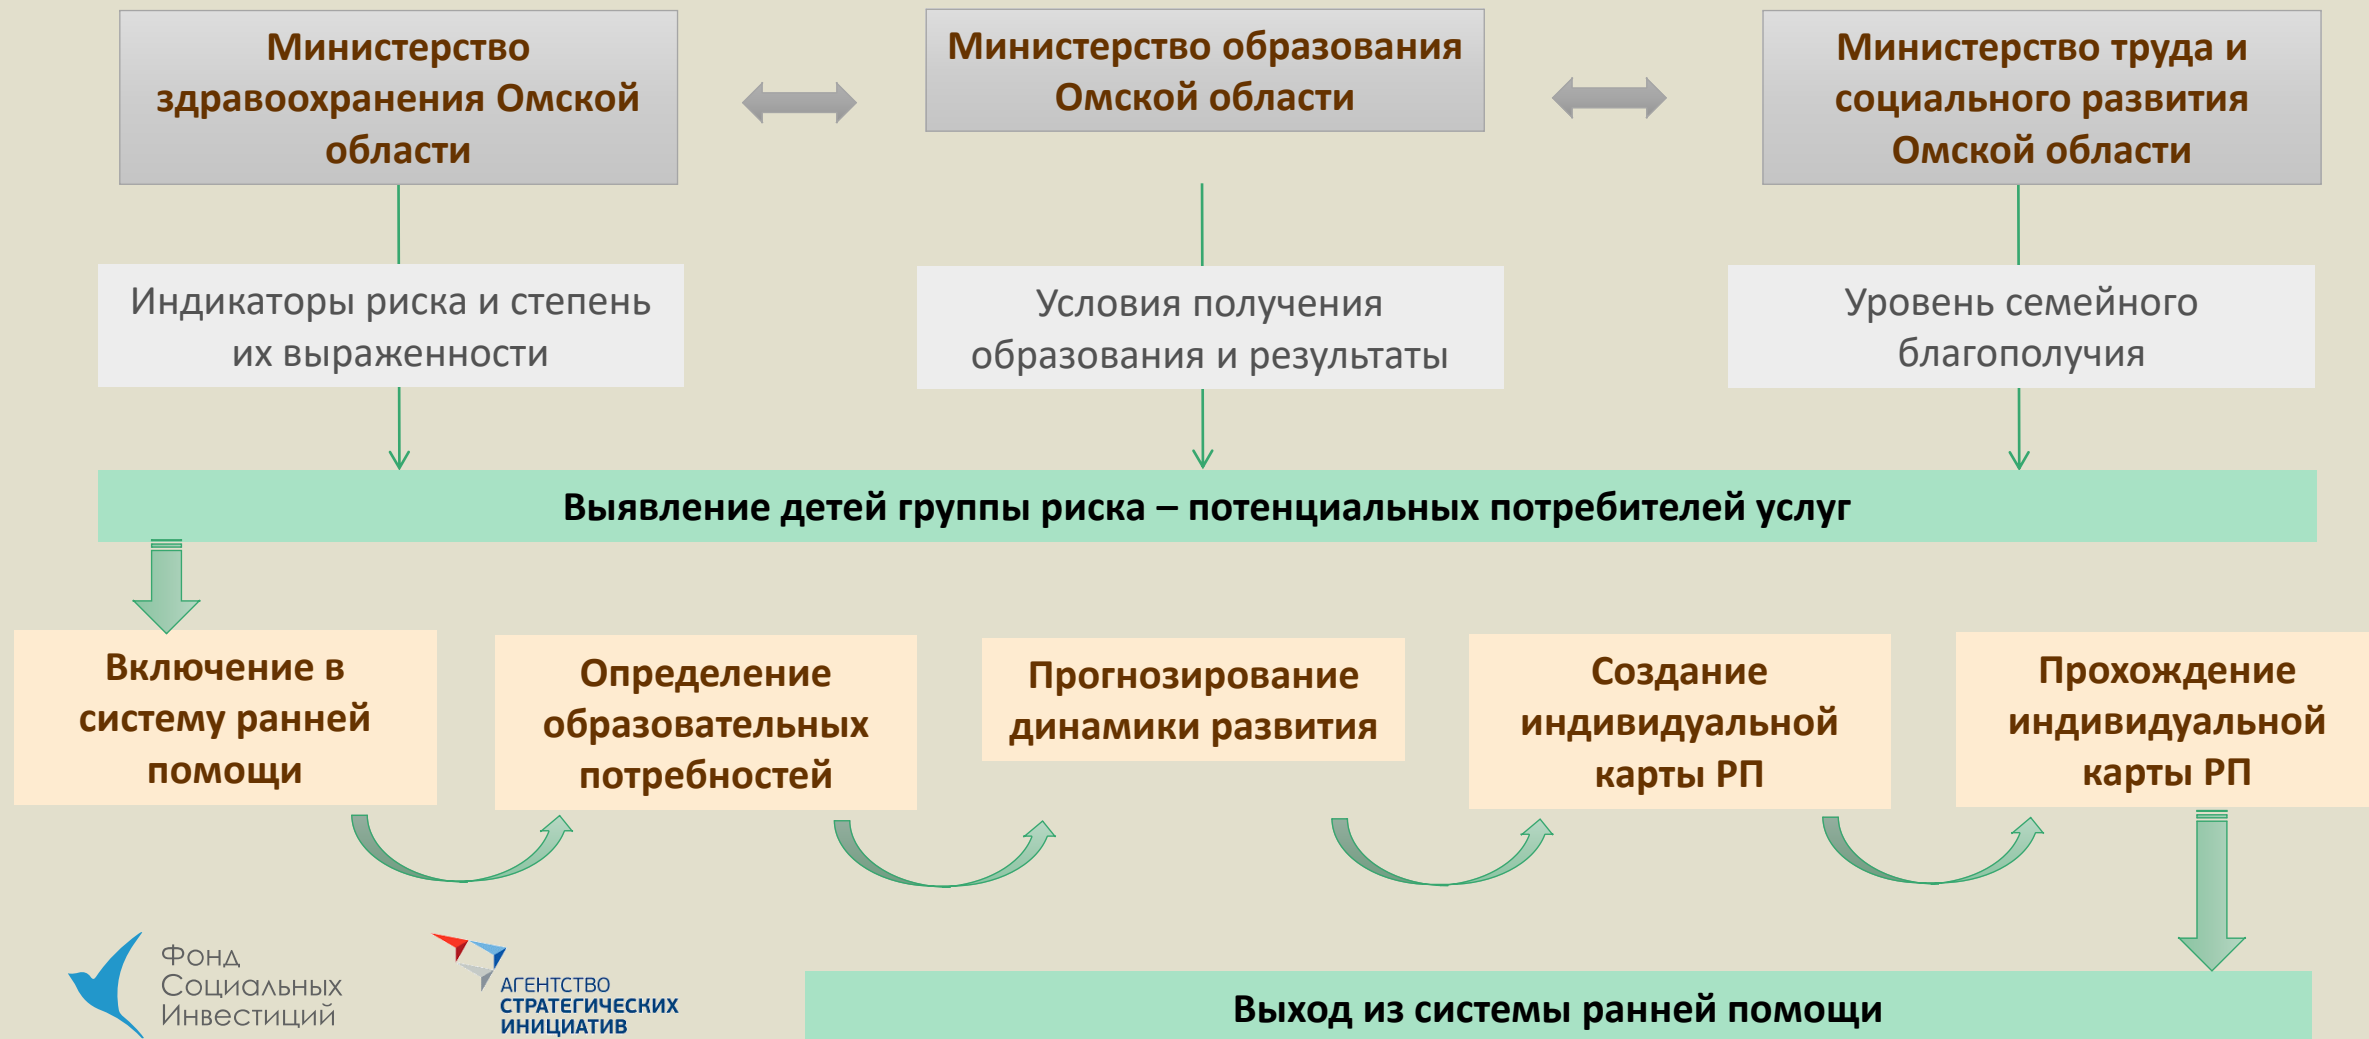 Министерство
здравоохранения Омской
области
Министерство образования
Омской области
Министерство труда и
социального развития
Омской области
Индикаторы риска и степень
их выраженности
Условия получения
образования и результаты
Уровень семейного
благополучия
Выявление детей группы риска – потенциальных потребителей услуг
Включение в
систему ранней
помощи
Определение
образовательных
потребностей
Прогнозирование
динамики развития
Создание
индивидуальной
карты РП
Прохождение
индивидуальной
карты РП
Фонд
Социальных
Инвестиций
АГЕНТСТВО
СТРАТЕГИЧЕСКИХ
ИНИЦИАТИВ
Выход из системы ранней помощи